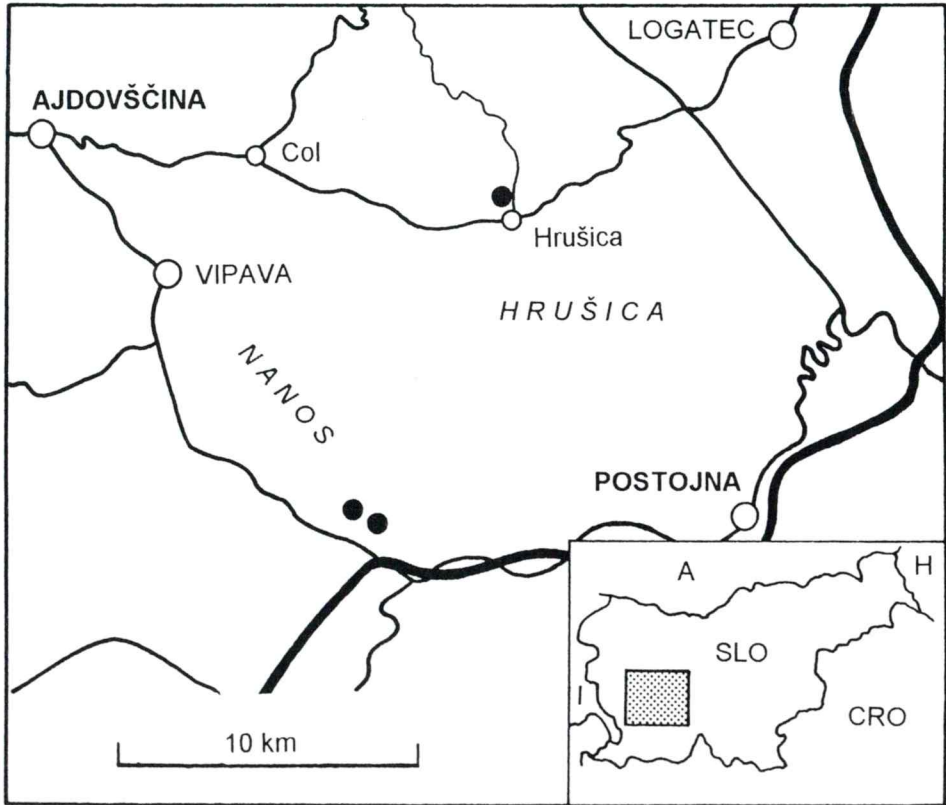 LOGATEC
AJDOVŠČINA
Col
Hrušica
VIPAVA
HRUŠICA
NANOS
POSTOJNA
A
H
SLO
I
CRO
10 km